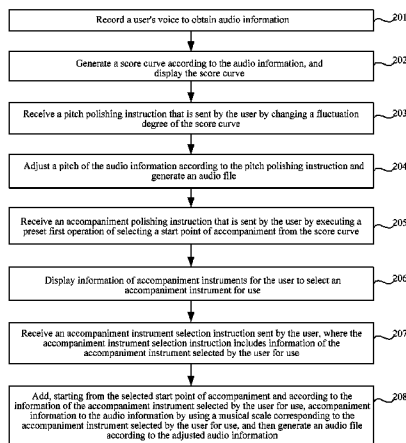 Record a user's voice to obtain audio information
201
Generate a score curve according to the audio information, and
display the score curve
202
Receive a pitch polishing instruction that is sent by the user by changing a fluctuation
degree of the score curve
203
Adjust a pitch of the audio information according to the pitch polishing instruction and
generate an audio file
204
Receive an accompaniment polishing instruction that is sent by the user by executing a
preset first operation of selecting a start point of accompaniment from the score curve
205
Display information of accompaniment instruments for the user to select an
accompaniment instrument for use
206
Receive an accompaniment instrument selection instruction sent by the user, where the
accompaniment instrument selection instruction includes information of the
accompaniment instrument selected by the user for use
207
Add, starting from the selected start point of accompaniment and according to the
information of the accompaniment instrument selected by the user for use, accompaniment
information to the audio information by using a musical scale corresponding to the
accompaniment instrument selected by the user for use, and then generate an audio file
according to the adjusted audio information
208